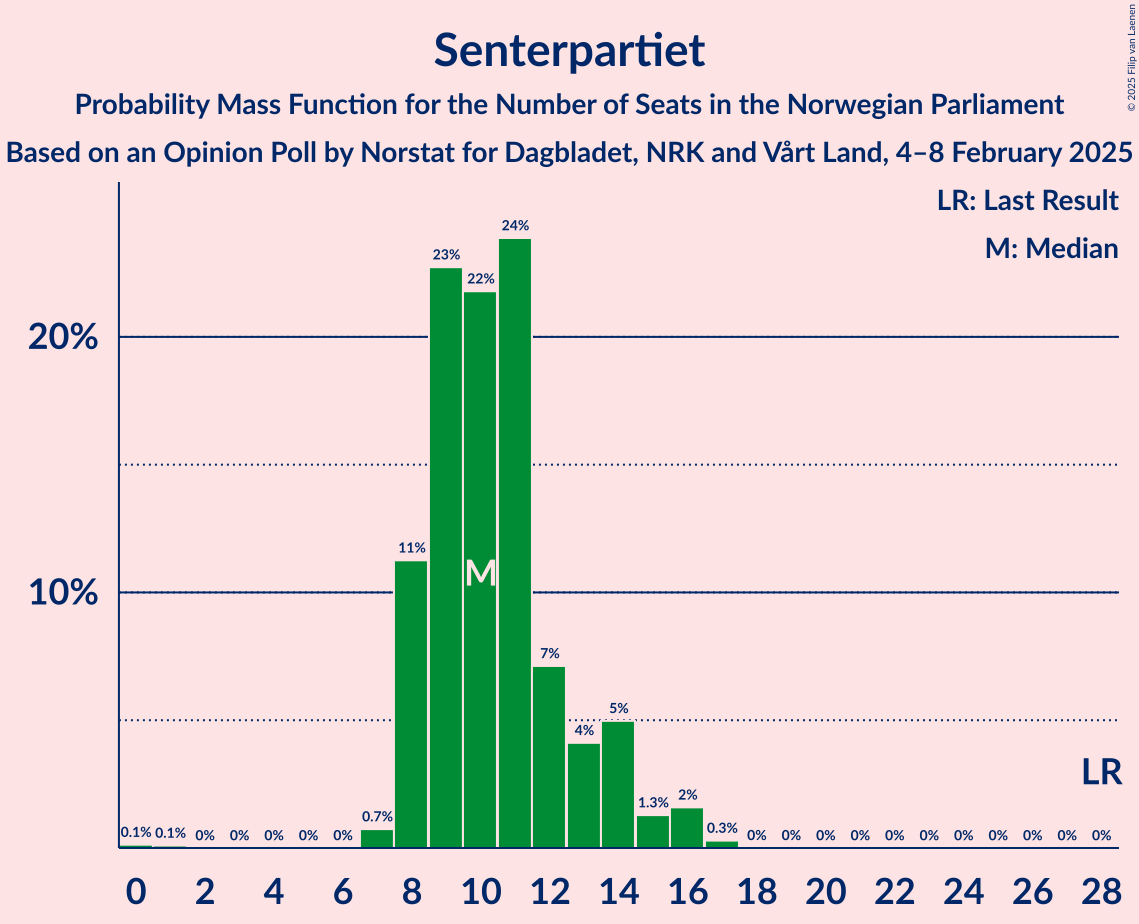 Senterpartiet
Probability Mass Function for the Number of Seats in the Norwegian Parliament
Based on an Opinion Poll by Norstat for Dagbladet, NRK and Vårt Land, 4–8 February 2025
© 2025 Filip van Laenen
LR: Last Result
M: Median
24%
23%
22%
20%
11%
M
10%
7%
5%
4%
LR
0.1% 0.1% 0% 0% 0% 0% 0% 0.7% 1.3% 2% 0.3% 0% 0% 0% 0% 0% 0% 0% 0% 0% 0% 0%
0 2 4 6 8 10 12 14 16 18 20 22 24 26 28